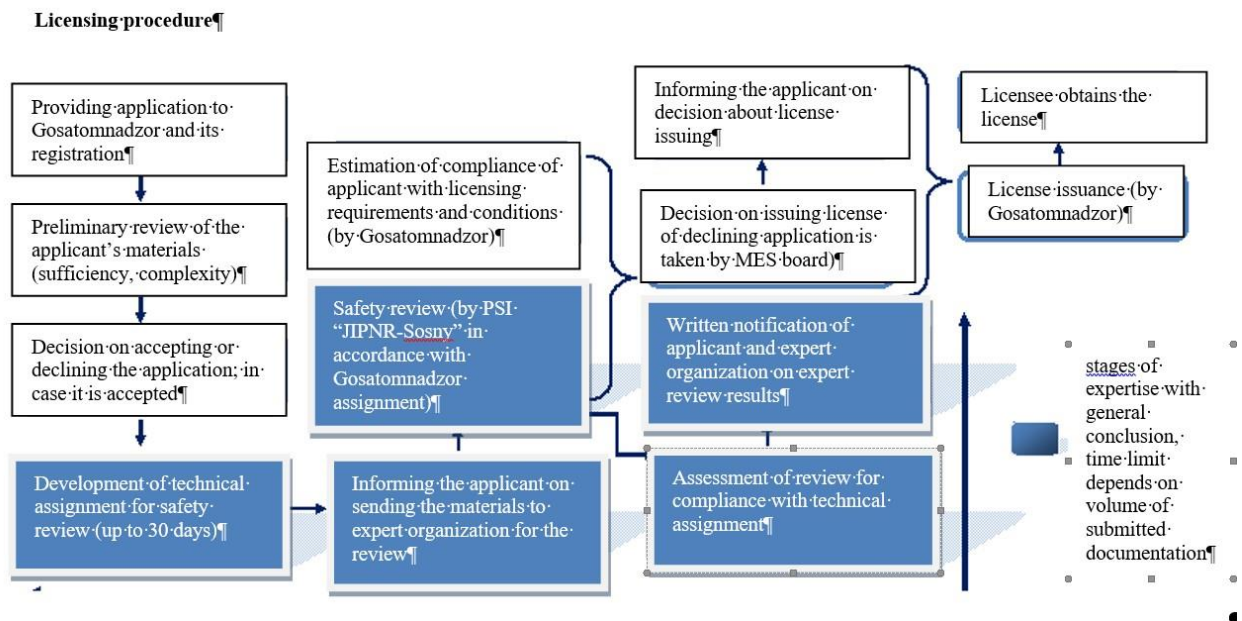 Licensing·procedure¶
Providing·application·to·
Gosatomnadzor·and·its·
registration¶
Preliminary·review·of·the·
applicant’s·materials·
(sufficiency,·complexity)¶
Decision·on·accepting·or·
declining·the·application;·in·
case·it·is·accepted¶
Development·of·technical·
assignment·for·safety·
review·(up·to·30·days)¶
Informing·the·applicant·on·
sending·the·materials·to·
expert·organization·for·the·
review¶
Estimation·of·compliance·of·
applicant·with·licensing·
requirements·and·conditions·
(by·Gosatomnadzor)¶
Safety·review·(by·PSI·
“JIPNR-Sosny”·in·
accordance·with·
Gosatomnadzor·
assignment)¶
Assessment·of·review·for·
compliance·with·technical·
assignment¶
Written·notification·of·
applicant·and·expert·
organization·on·expert·
review·results¶
Decision·on·issuing·license·
of·declining·application·is·
taken·by·MES·board)¶
Informing·the·applicant·on·
decision·about·license·
issuing¶
License·issuance·(by·
Gosatomnadzor)¶
Licensee·obtains·the·
license¶
stages·of·
expertise·with·
general·
conclusion,·
time·limit·
depends·on·
volume·of·
submitted·
documentation¶